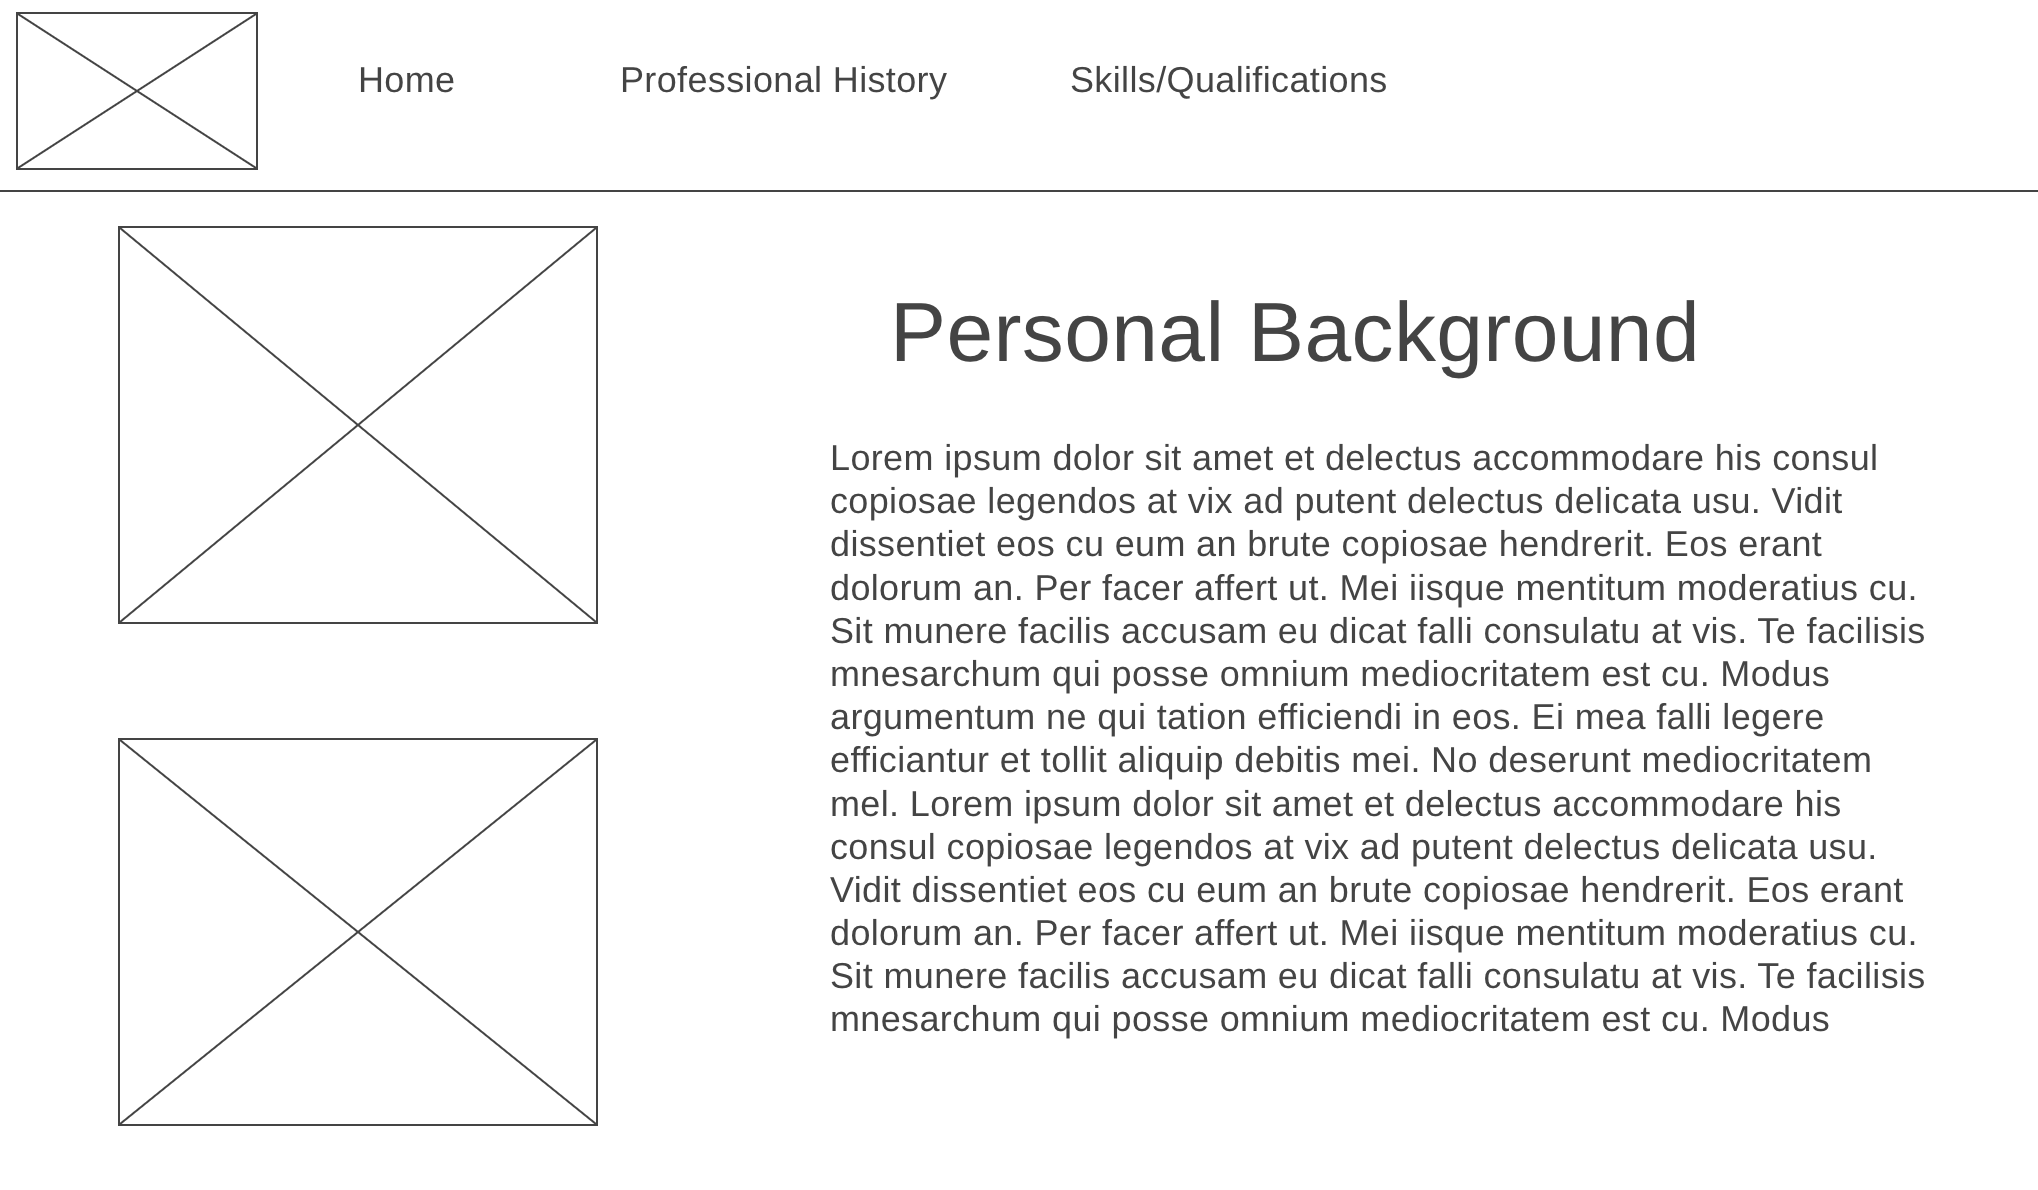 Home
Professional History
Skills/Qualifications
Personal Background
Lorem ipsum dolor sit amet et delectus accommodare his consul
copiosae legendos at vix ad putent delectus delicata usu. Vidit
dissentiet eos cu eum an brute copiosae hendrerit. Eos erant
dolorum an. Per facer affert ut. Mei iisque mentitum moderatius cu.
Sit munere facilis accusam eu dicat falli consulatu at vis. Te facilisis
mnesarchum qui posse omnium mediocritatem est cu. Modus
argumentum ne qui tation efficiendi in eos. Ei mea falli legere
efficiantur et tollit aliquip debitis mei. No deserunt mediocritatem
mel. Lorem ipsum dolor sit amet et delectus accommodare his
consul copiosae legendos at vix ad putent delectus delicata usu.
Vidit dissentiet eos cu eum an brute copiosae hendrerit. Eos erant
dolorum an. Per facer affert ut. Mei iisque mentitum moderatius cu.
Sit munere facilis accusam eu dicat falli consulatu at vis. Te facilisis
mnesarchum qui posse omnium mediocritatem est cu. Modus